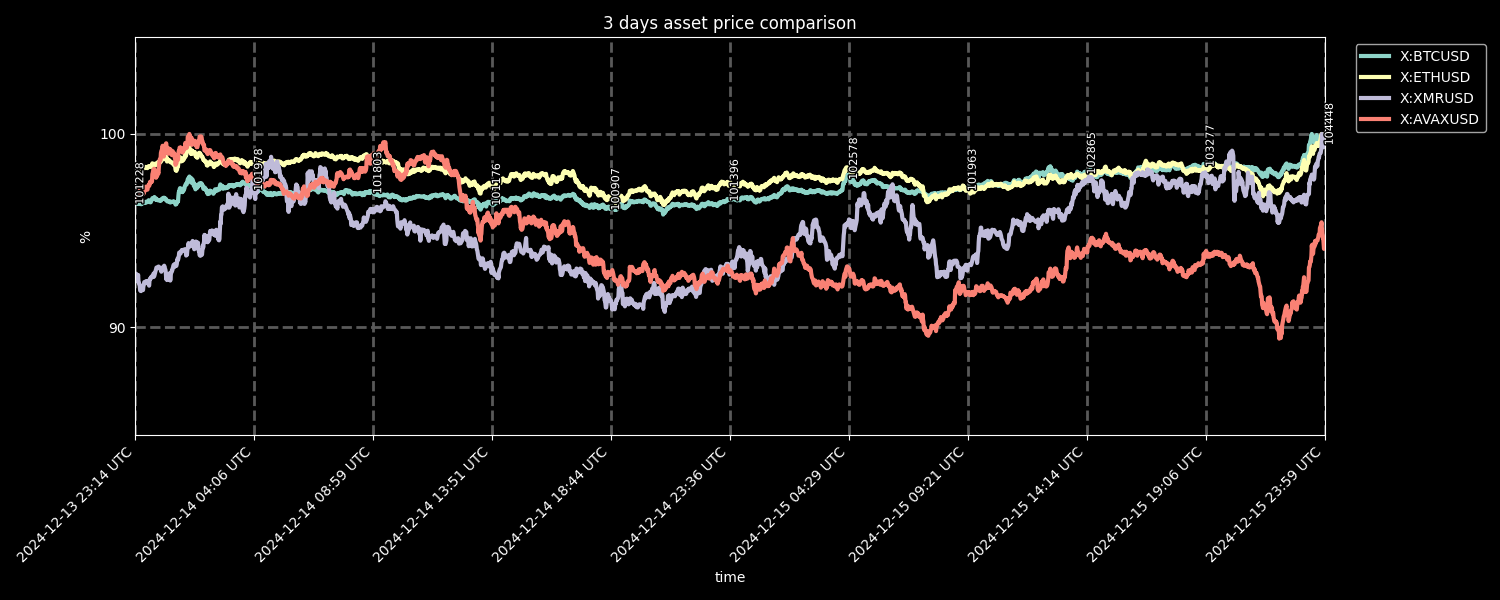 3 days asset price comparison
X:BTCUSD
X:ETHUSD
X:XMRUSD
X:AVAXUSD
100
90
%
101228
101978
101803
101176
100907
101396
102578
101963
102865
103277
104448
2024-12-13 23:14 UTC
2024-12-14 04:06 UTC
2024-12-14 08:59 UTC
2024-12-14 13:51 UTC
2024-12-14 18:44 UTC
2024-12-14 23:36 UTC
2024-12-15 04:29 UTC
2024-12-15 09:21 UTC
2024-12-15 14:14 UTC
2024-12-15 19:06 UTC
2024-12-15 23:59 UTC
time